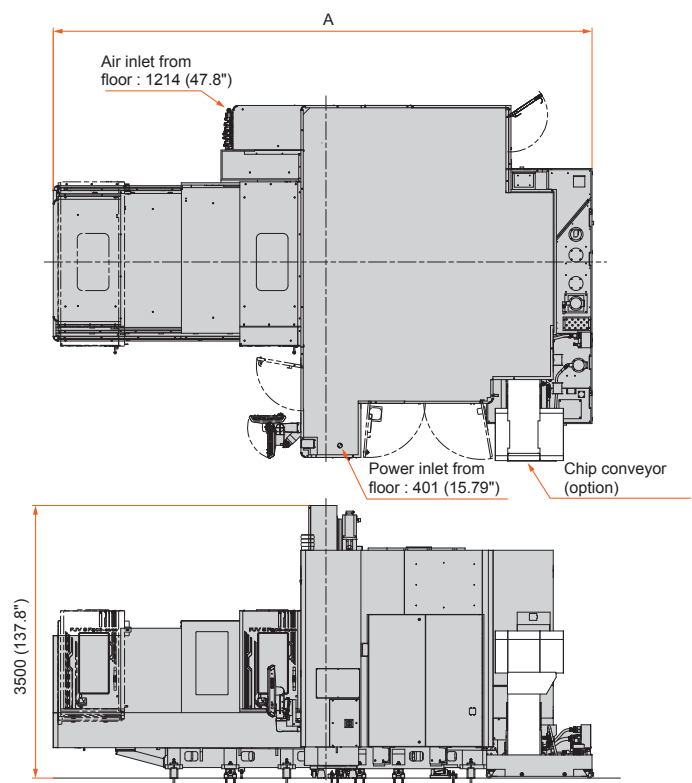 A
Air inlet from
floor : 1214 (47.8")
Power inlet from
floor : 401 (15.79")
Chip conveyor
(option)
3500 (137.8")